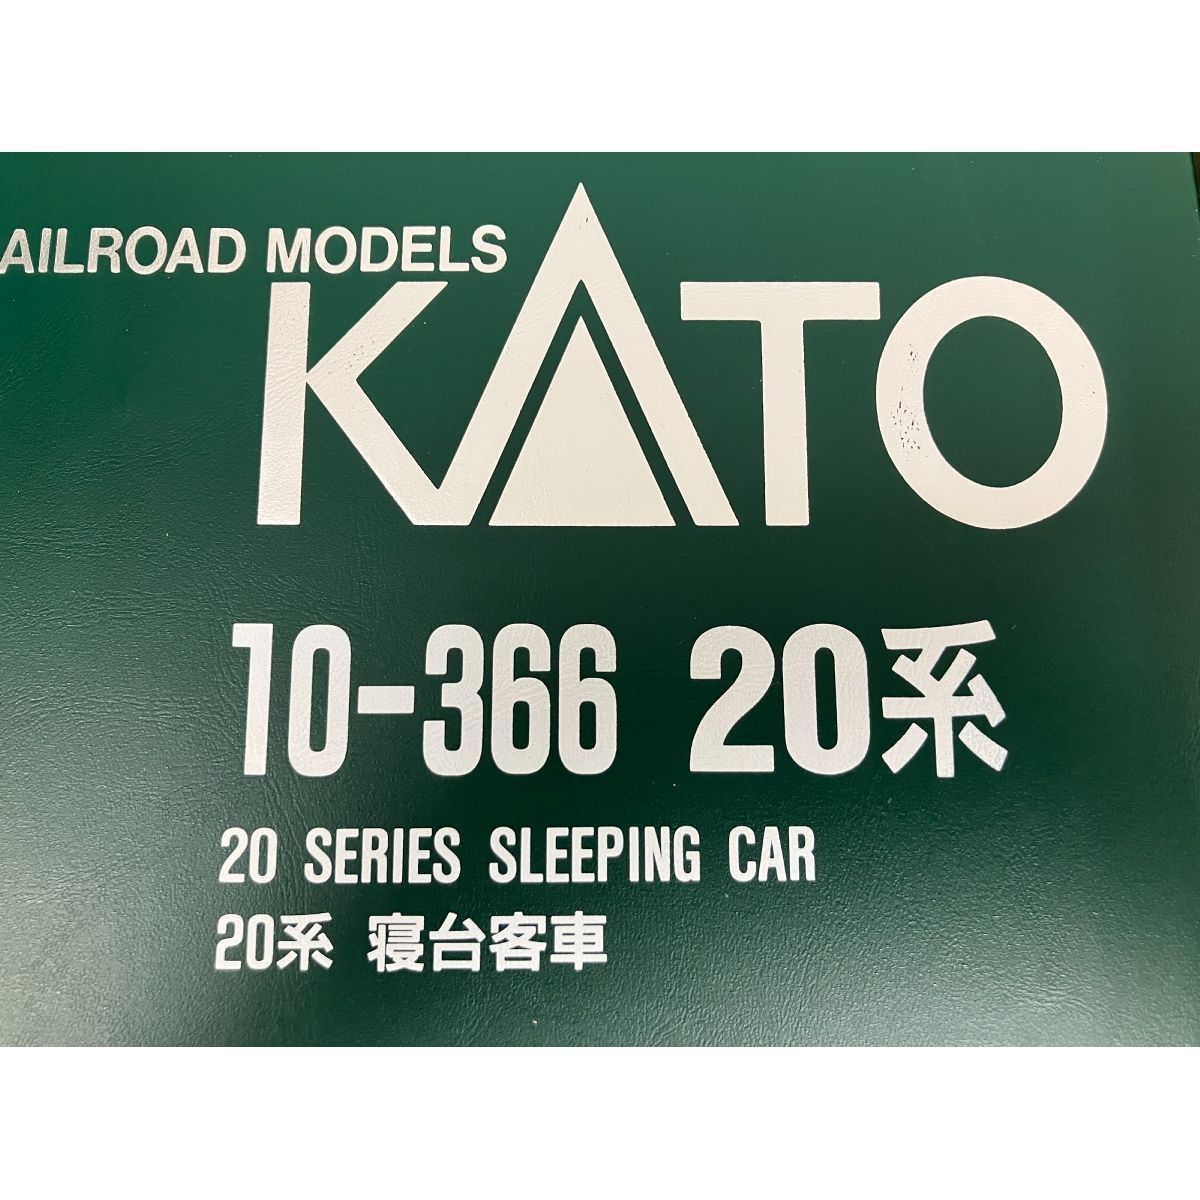 AILROAD MODELS
KATO
10-366 20系
20 SERIES SLEEPING CAR
20系 寝台客車